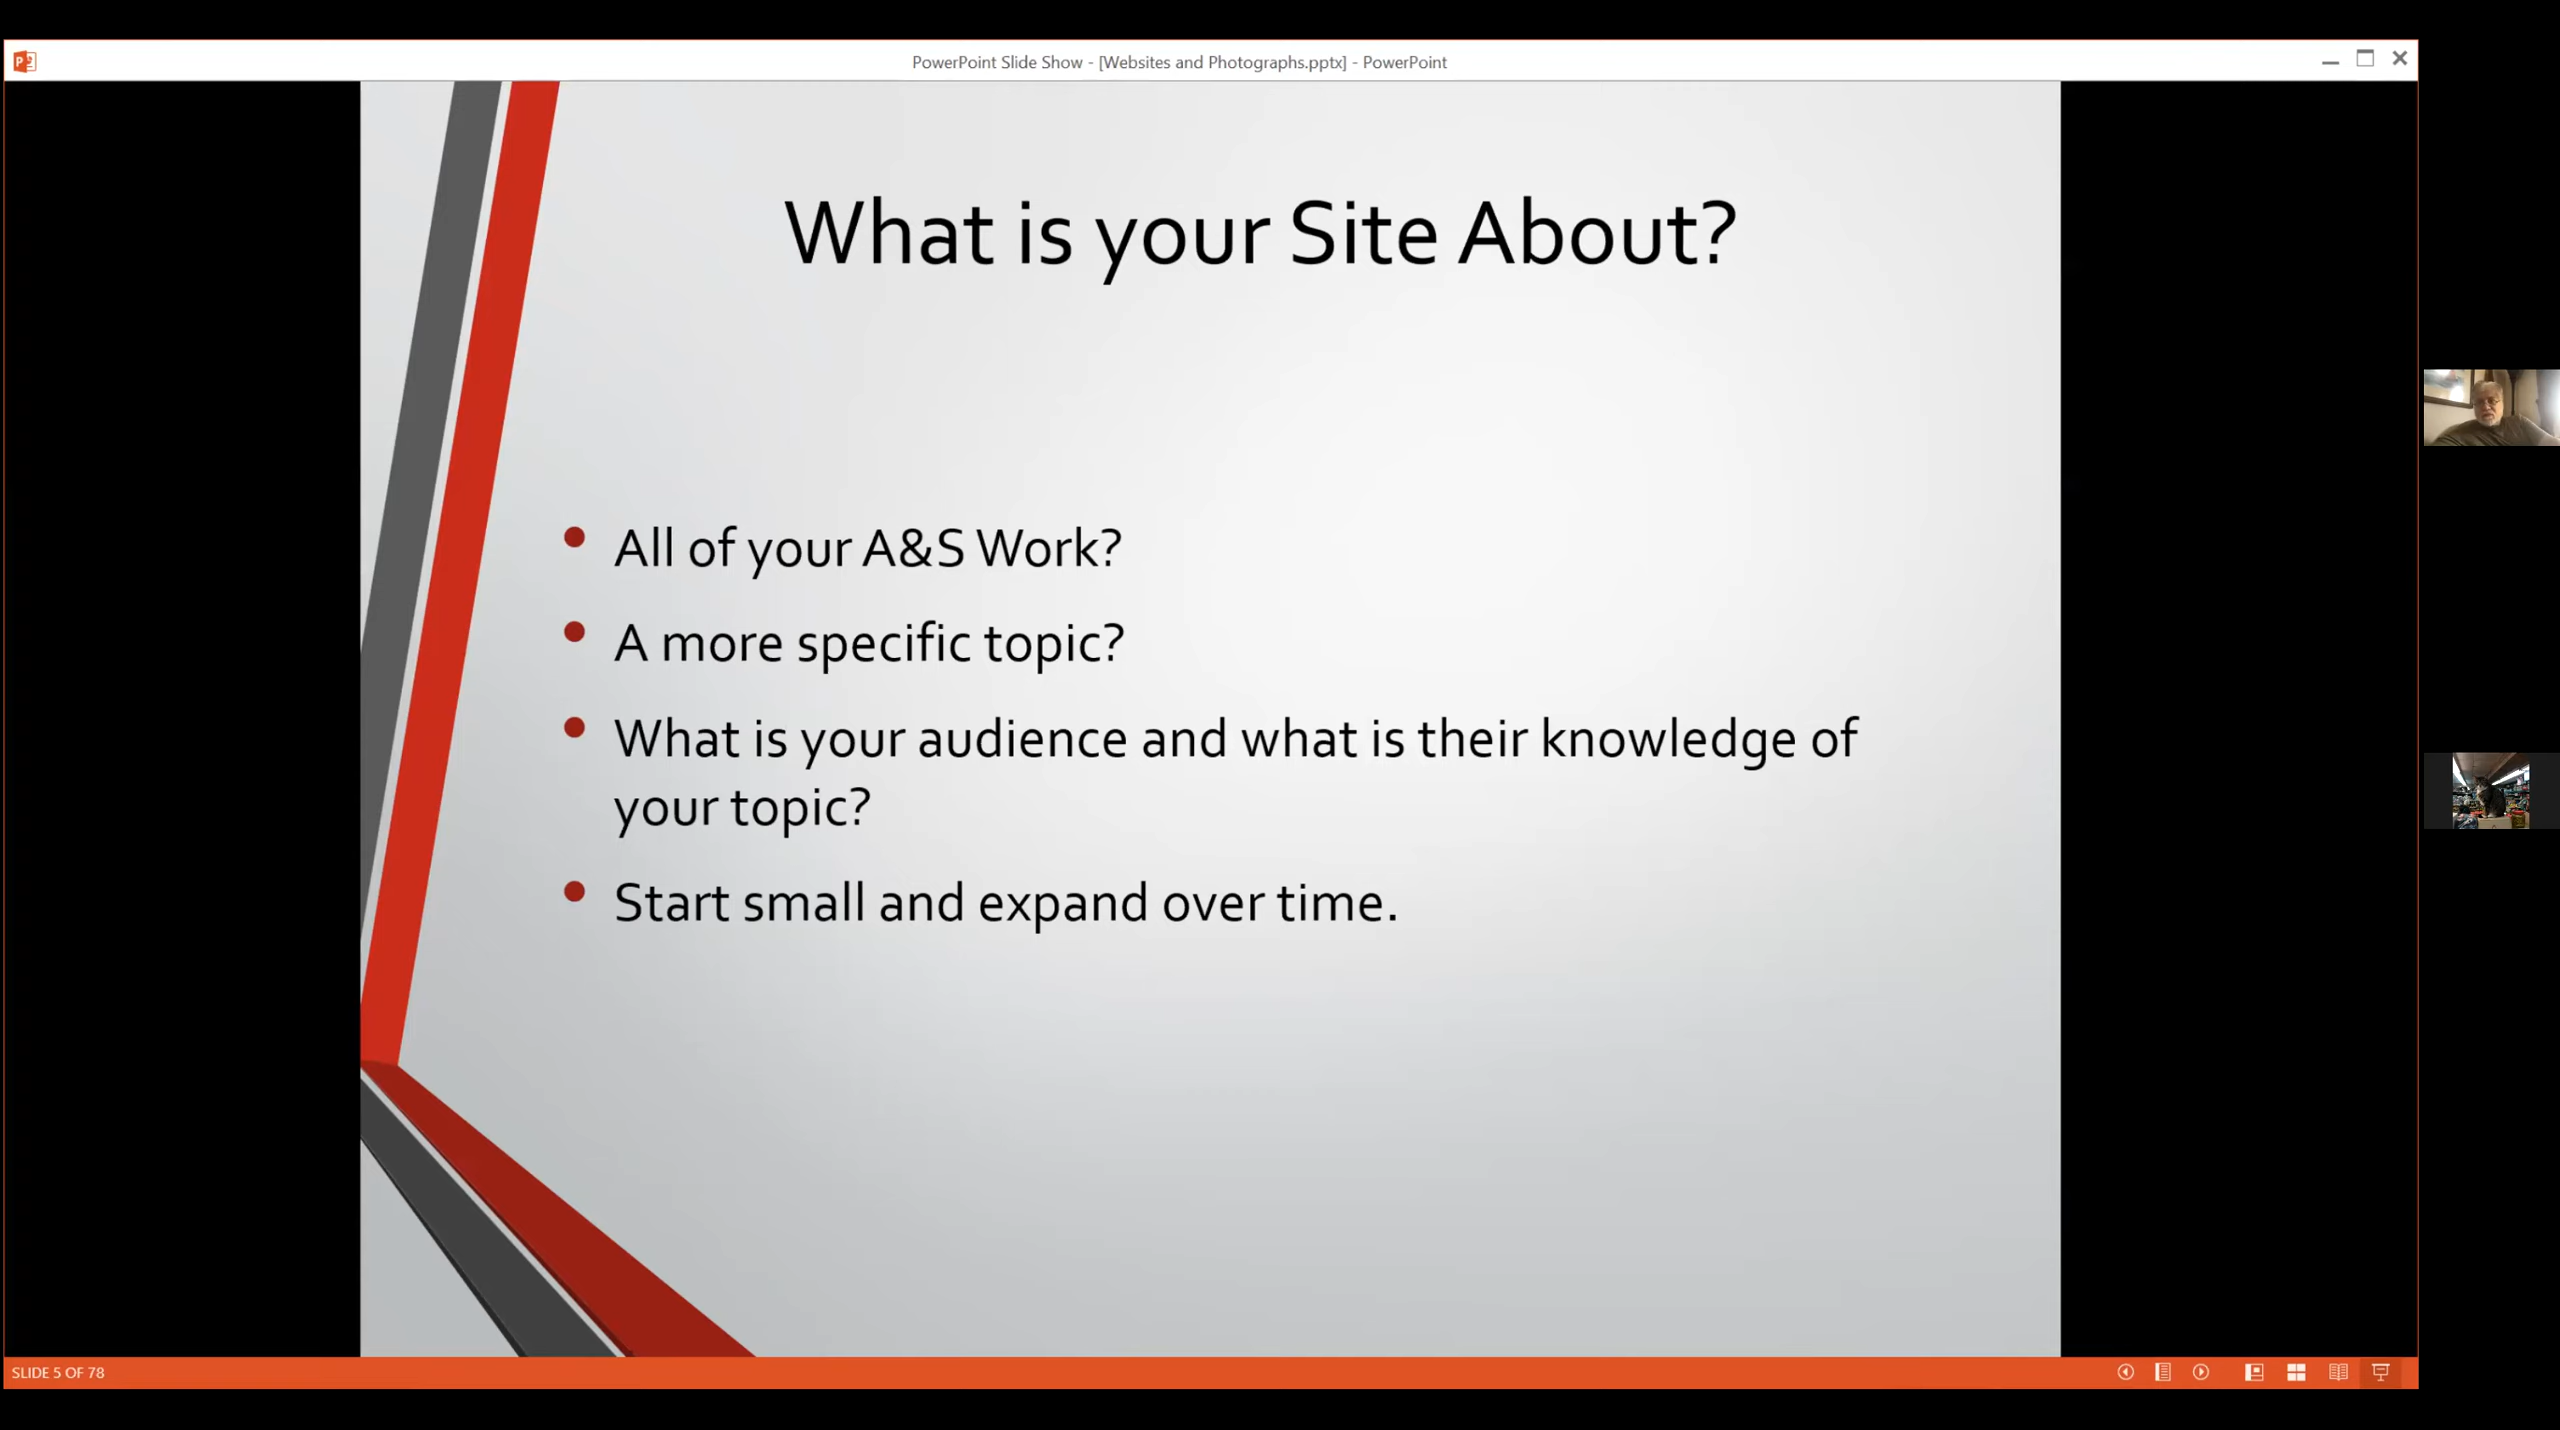 PowerPoint Slide Show - [Websites and Photographs.pptx] - PowerPoint
What is your Site About?
All of your A&S Work?
A more specific topic?
What is your audience and what is their knowledge of
your topic?
Start small and expand over time.
SLIDE 5 OF 78